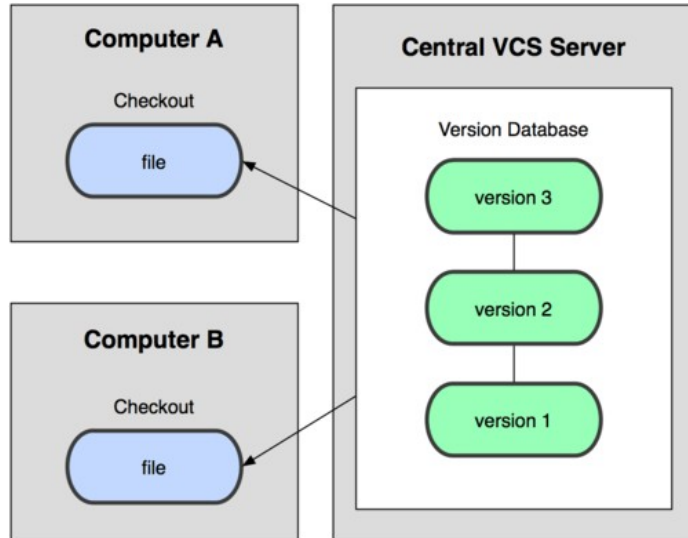 Computer A
Checkout
file
Computer B
Checkout
file
Central VCS Server
Version Database
version 3
version 2
version 1